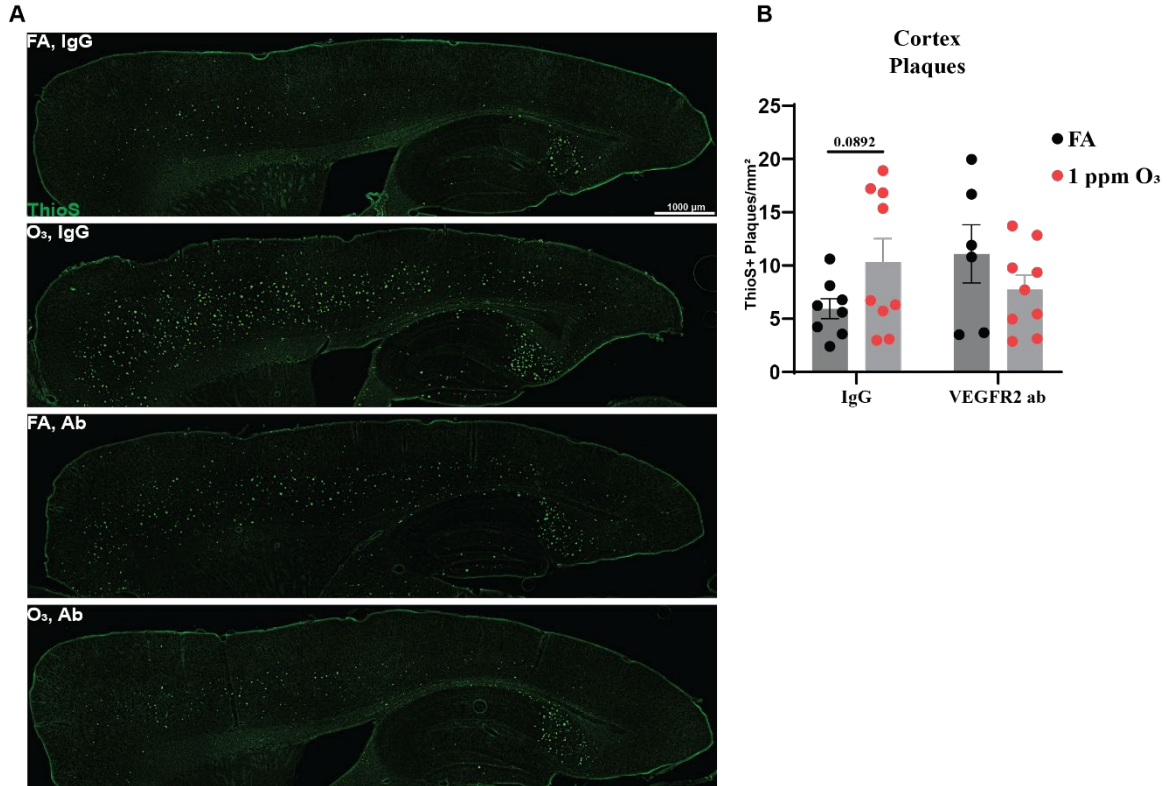 A
FA, IgG
ThioS
1000 µm
O₃, IgG
FA, Ab
O₃, Ab
B
Cortex
Plaques
ThioS+ Plaques/mm²
25
20
15
10
5
0
0.0892
IgG
VEGFR2 ab
FA
1 ppm O₃